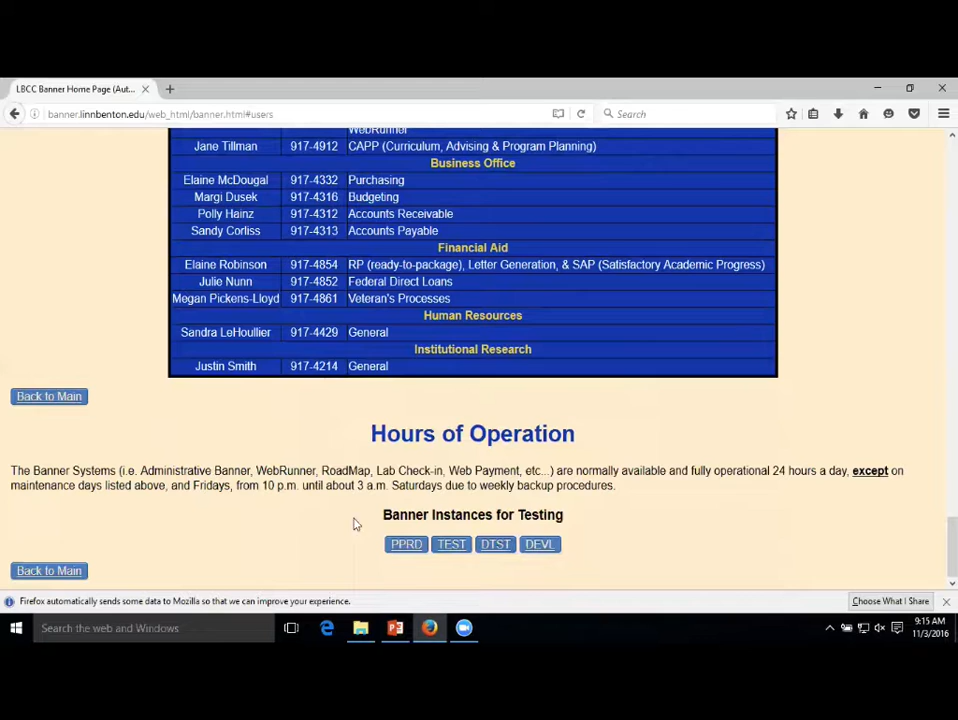 LBCC Banner Home Page (Aut...
banner.linnbenton.edu/web_html/banner.html#users
Search
WebRunner
Jane Tillman 917-4912 CAPP (Curriculum, Advising & Program Planning)
Business Office
Elaine McDougal 917-4332 Purchasing
Margi Dusek 917-4316 Budgeting
Polly Hainz 917-4312 Accounts Receivable
Sandy Corliss 917-4313 Accounts Payable
Financial Aid
Elaine Robinson 917-4854 RP (ready-to-package), Letter Generation, & SAP (Satisfactory Academic Progress)
Julie Nunn 917-4852 Federal Direct Loans
Megan Pickens-Lloyd 917-4861 Veteran's Processes
Human Resources
Sandra LeHoullier 917-4429 General
Institutional Research
Justin Smith 917-4214 General
Back to Main
Hours of Operation
The Banner Systems (i.e. Administrative Banner, WebRunner, RoadMap, Lab Check-in, Web Payment, etc...) are normally available and fully operational 24 hours a day, except on
maintenance days listed above, and Fridays, from 10 p.m. until about 3 a.m. Saturdays due to weekly backup procedures.
Banner Instances for Testing
PPRD TEST DTST DEVL
Back to Main
Firefox automatically sends some data to Mozilla so that we can improve your experience.
Choose What I Share
Search the web and Windows
9:15 AM
11/3/2016